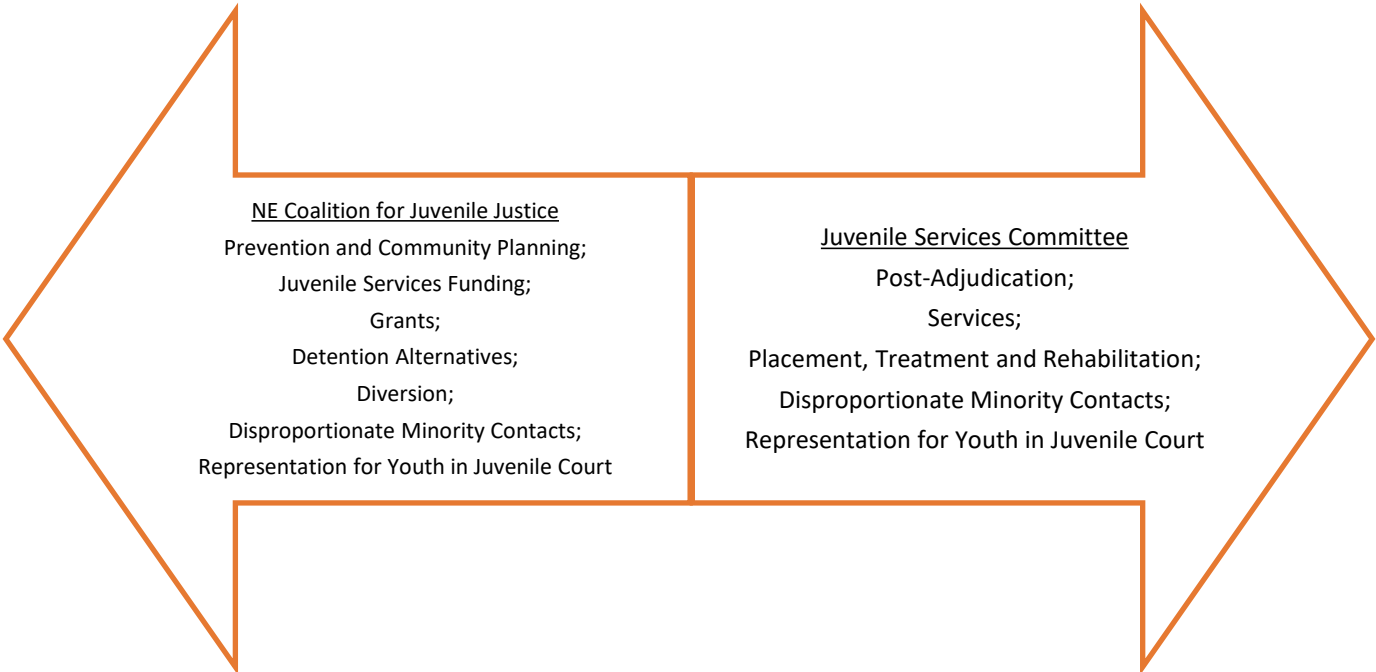 NE Coalition for Juvenile Justice
Prevention and Community Planning;
Juvenile Services Funding;
Grants;
Detention Alternatives;
Diversion;
Disproportionate Minority Contacts;
Representation for Youth in Juvenile Court
Juvenile Services Committee
Post-Adjudication;
Services;
Placement, Treatment and Rehabilitation;
Disproportionate Minority Contacts;
Representation for Youth in Juvenile Court